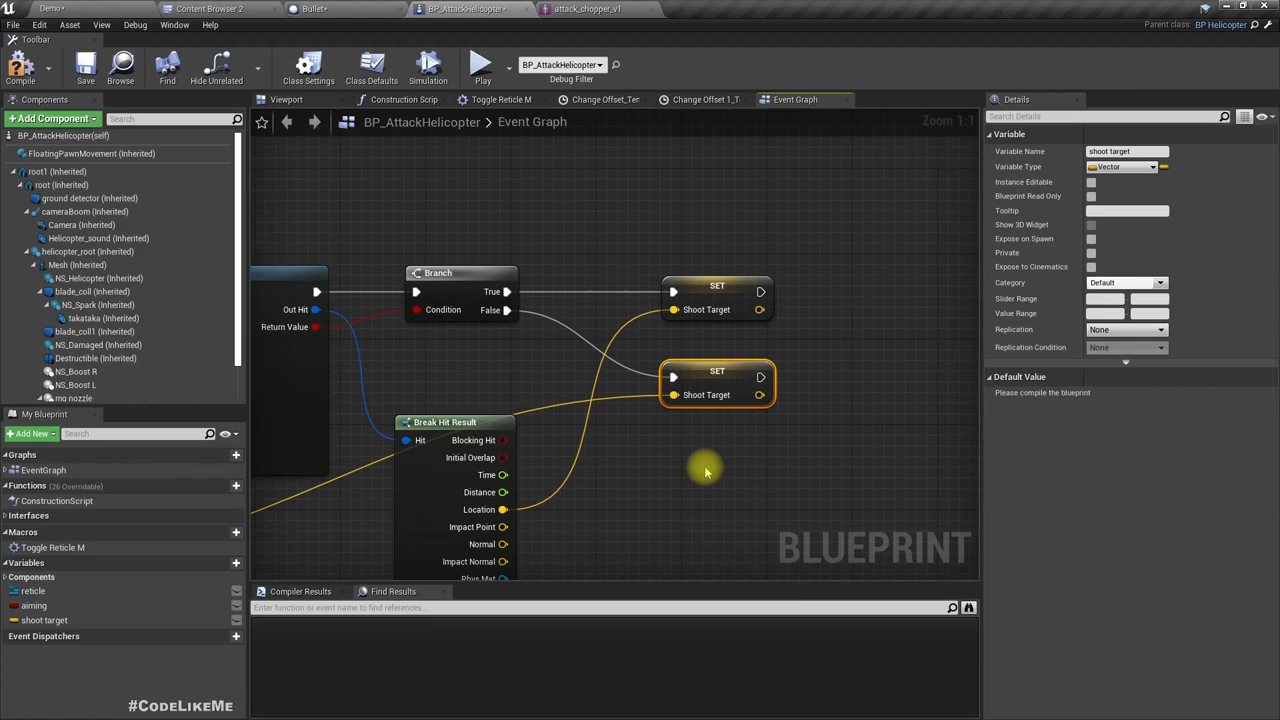 Demo*
Content Browser 2
Bullet*
BP_AttackHelicopter*
attack_chopper_v1
File Edit Asset View Debug Window Help
Parent class: BP Helicopter
Toolbar
Compile
Save
Browse
Find
Hide Unrelated
Class Settings
Class Defaults
Simulation
Play
BP_AttackHelicopter
Debug Filter
Components
+ Add Component
Search
BP_AttackHelicopter(self)
FloatingPawnMovement (Inherited)
root1 (Inherited)
root (Inherited)
ground detector (Inherited)
cameraBoom (Inherited)
Camera (Inherited)
Helicopter_sound (Inherited)
helicopter_root (Inherited)
Mesh (Inherited)
NS_Helicopter (Inherited)
blade_coll (Inherited)
NS_Spark (Inherited)
takataka (Inherited)
blade_coll1 (Inherited)
NS_Damaged (Inherited)
Destructible (Inherited)
NS_Boost R
NS_Boost L
mg nozzle
My Blueprint
+ Add New
Search
Graphs
EventGraph
Functions (26 Overridable)
ConstructionScript
Interfaces
Macros
Toggle Reticle M
Variables
Components
reticle
aiming
shoot target
Event Dispatchers
#CodeLikeMe
Viewport
Construction Scrip
Toggle Reticle M
Change Offset_Ter
Change Offset 1_T
Event Graph
BP_AttackHelicopter > Event Graph
Zoom 1:1
Out Hit
Return Value
Branch
True
Condition
False
SET
Shoot Target
SET
Shoot Target
Break Hit Result
Hit
Blocking Hit
Initial Overlap
Time
Distance
Location
Impact Point
Normal
Impact Normal
Phys Mat
BLUEPRINT
Compiler Results
Find Results
Enter function or event name to find references...
Details
Search Details
Variable
Variable Name
shoot target
Variable Type
Vector
Instance Editable
Blueprint Read Only
Tooltip
Show 3D Widget
Expose on Spawn
Private
Expose to Cinematics
Category
Default
Slider Range
Value Range
Replication
None
Replication Condition
None
Default Value
Please compile the blueprint